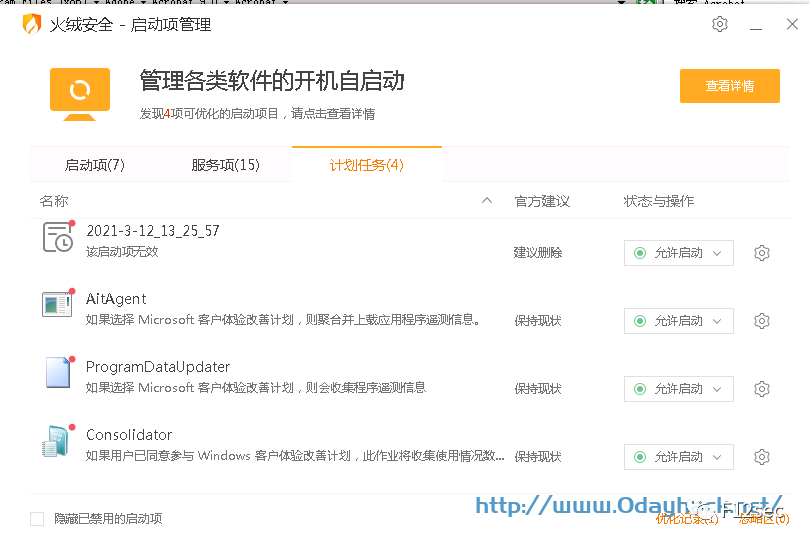 火绒安全 - 启动项管理
管理各类软件的开机自启动
发现4项可优化的启动项目，请点击查看详情
查看详情
启动项(7) 服务项(15) 计划任务(4)
名称 官方建议 状态与操作
2021-3-12_13_25_57
该启动项无效
建议删除 允许启动
AitAgent
如果选择 Microsoft 客户体验改善计划，则聚合并上载应用程序遥测信息。
保持现状 允许启动
ProgramDataUpdater
如果选择 Microsoft 客户体验改善计划，则会收集程序遥测信息
保持现状 允许启动
Consolidator
如果用户已同意参与 Windows 客户体验改善计划，此作业将收集使用情况数...
保持现状 允许启动
隐藏已禁用的启动项
优化记录(1) 忽略区(0)
F12sec